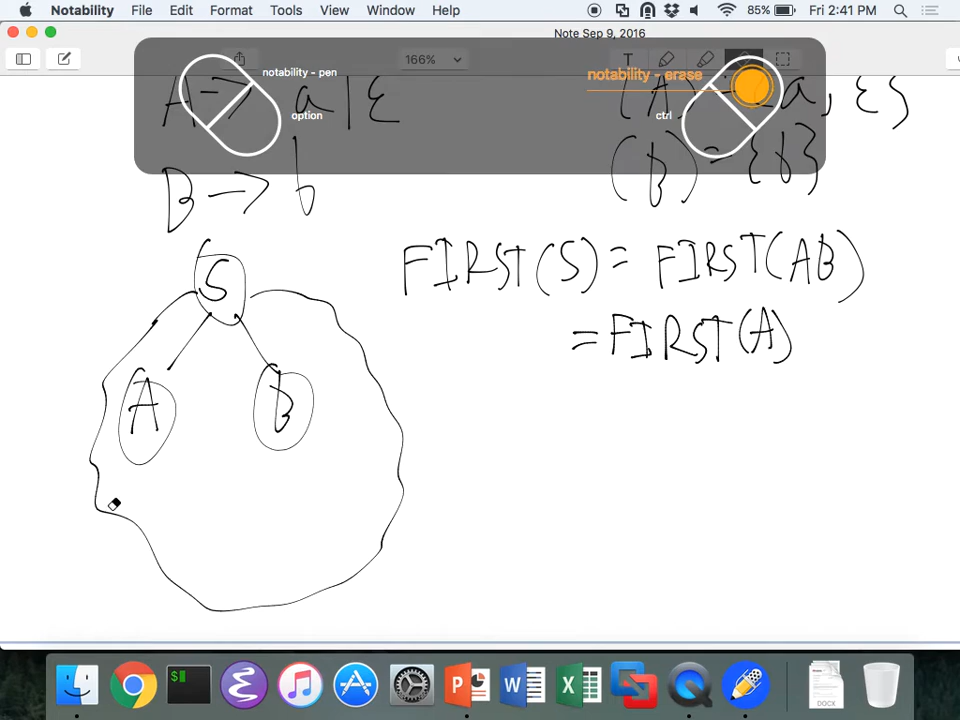 Notability File Edit Format Tools View Window Help 85% Fri 2:41 PM
Note Sep 9, 2016
166%
T
notability - pen
option
notability - erase
ctrl
A -> a | ε
(A) = {a, ε}
B -> b
(B) = {b}
FIRST(S) = FIRST(AB)
= FIRST(A)
S
A B
$
P W X
DOCX